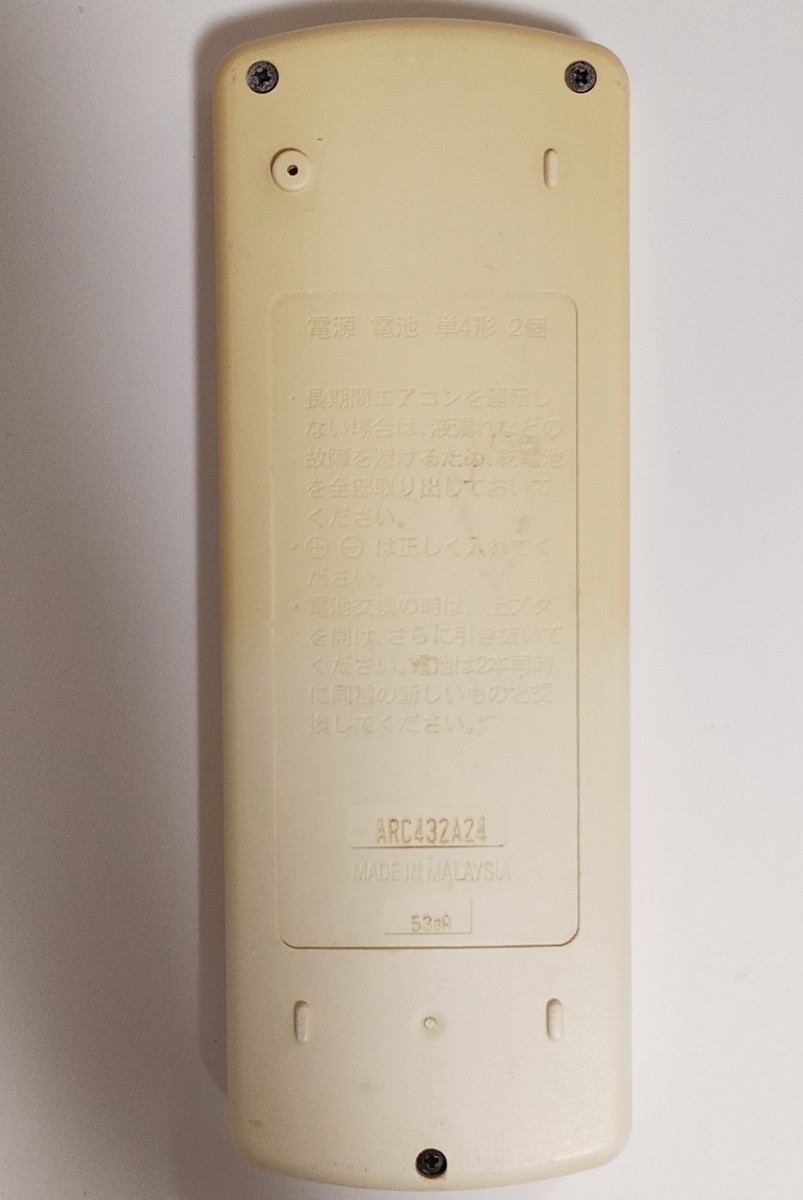 電源 電池 単4形 2個
・長期間エアコンを運転し
ない場合は、液漏れなどの
故障を避けるため、乾電池
を全部取り出しておいて
ください。
・⊕ ⊖ は正しく入れてく
ださい。
・電池交換の時は、上ブタ
を開け、さらに引き抜いて
ください。電池は2本同時
に同種の新しいものと交
換してください。
ARC432A24
MADE IN MALAYSIA
533A